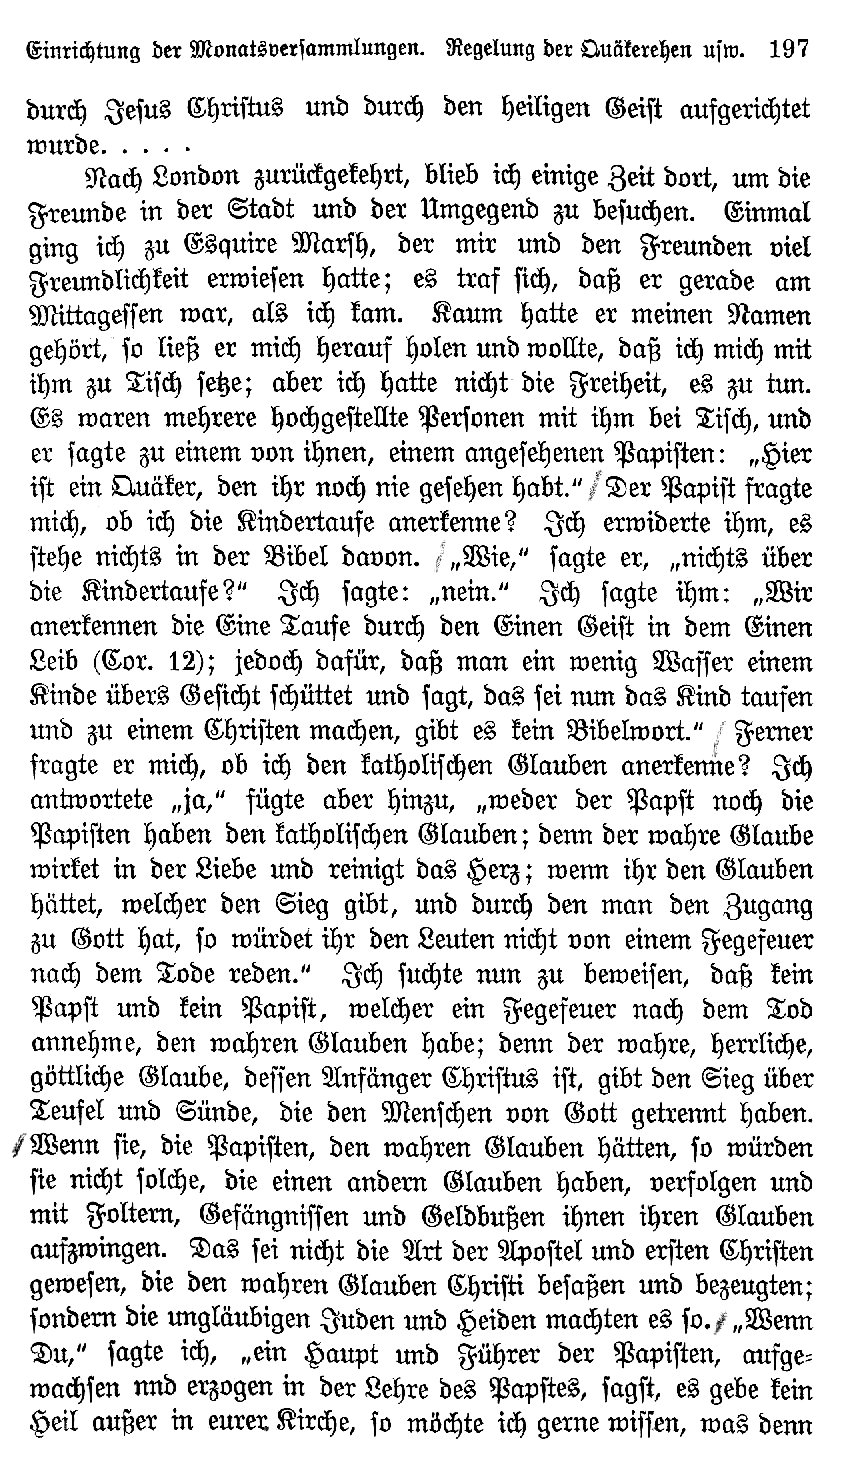 Einrichtung der Monatsversammlungen. Regelung der Quäkerehen usw. 197
durch Jesus Christus und durch den heiligen Geist aufgerichtet
wurde. . . . .
Nach London zurückgekehrt, blieb ich einige Zeit dort, um die
Freunde in der Stadt und der Umgegend zu besuchen. Einmal
ging ich zu Esquire Marsh, der mir und den Freunden viel
Freundlichkeit erwiesen hatte; es traf sich, daß er gerade am
Mittagessen war, als ich kam. Kaum hatte er meinen Namen
gehört, so ließ er mich herauf holen und wollte, daß ich mich mit
ihm zu Tisch setze; aber ich hatte nicht die Freiheit, es zu tun.
Es waren mehrere hochgestellte Personen mit ihm bei Tisch, und
er sagte zu einem von ihnen, einem angesehenen Papisten: „Hier
ist ein Quäker, den ihr noch nie gesehen habt.“ Der Papist fragte
mich, ob ich die Kindertaufe anerkenne? Ich erwiderte ihm, es
stehe nichts in der Bibel davon. „Wie,“ sagte er, „nichts über
die Kindertaufe?“ Ich sagte: „nein.“ Ich sagte ihm: „Wir
anerkennen die Eine Taufe durch den Einen Geist in dem Einen
Leib (Cor. 12); jedoch dafür, daß man ein wenig Wasser einem
Kinde übers Gesicht schüttet und sagt, das sei nun das Kind taufen
und zu einem Christen machen, gibt es kein Bibelwort.“ Ferner
fragte er mich, ob ich den katholischen Glauben anerkenne? Ich
antwortete „ja,“ fügte aber hinzu, „weder der Papst noch die
Papisten haben den katholischen Glauben; denn der wahre Glaube
wirket in der Liebe und reinigt das Herz; wenn ihr den Glauben
hättet, welcher den Sieg gibt, und durch den man den Zugang
zu Gott hat, so würdet ihr den Leuten nicht von einem Fegefeuer
nach dem Tode reden.“ Ich suchte nun zu beweisen, daß kein
Papst und kein Papist, welcher ein Fegefeuer nach dem Tod
annehme, den wahren Glauben habe; denn der wahre, herrliche,
göttliche Glaube, dessen Anfänger Christus ist, gibt den Sieg über
Teufel und Sünde, die den Menschen von Gott getrennt haben.
Wenn sie, die Papisten, den wahren Glauben hätten, so würden
sie nicht solche, die einen andern Glauben haben, verfolgen und
mit Foltern, Gefängnissen und Geldbußen ihnen ihren Glauben
aufzwingen. Das sei nicht die Art der Apostel und ersten Christen
gewesen, die den wahren Glauben Christi besaßen und bezeugten;
sondern die ungläubigen Juden und Heiden machten es so. „Wenn
Du,“ sagte ich, „ein Haupt und Führer der Papisten, aufge-
wachsen nnd erzogen in der Lehre des Papstes, sagst, es gebe kein
Heil außer in eurer Kirche, so möchte ich gerne wissen, was denn